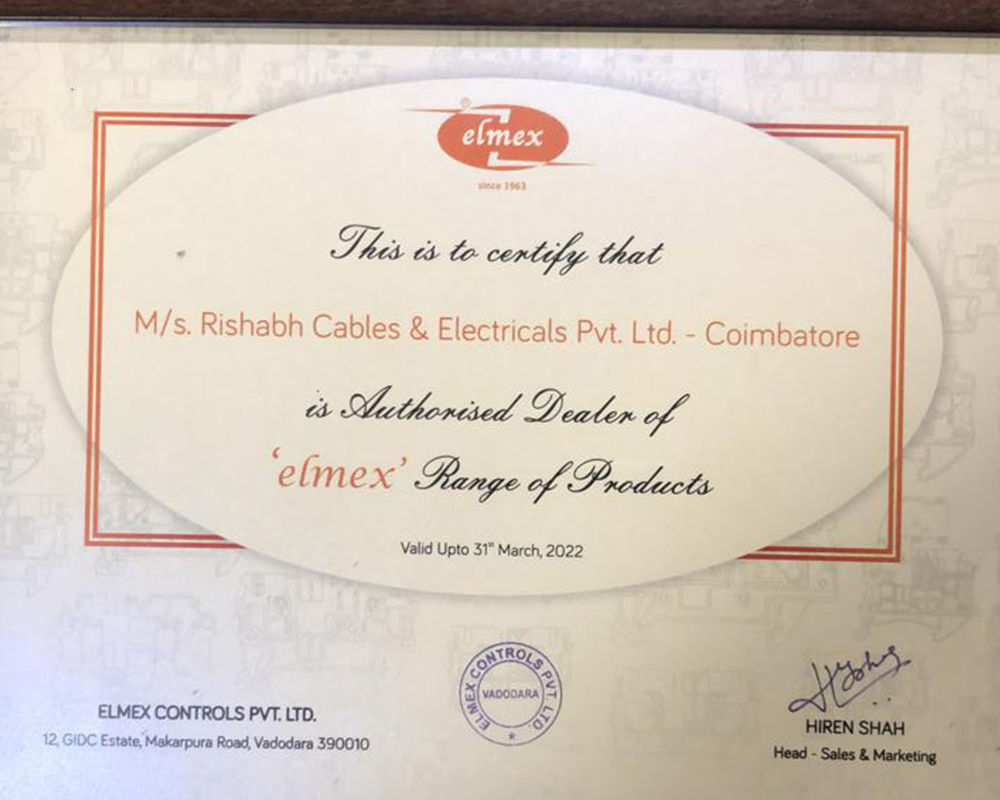 elmex
since 1963
This is to certify that
M/s. Rishabh Cables & Electricals Pvt. Ltd. - Coimbatore
is Authorised Dealer of
'elmex' Range of Products
Valid Upto 31st March, 2022
ELMEX CONTROLS PVT. LTD.
VADODARA
ELMEX CONTROLS PVT. LTD.
12, GIDC Estate, Makarpura Road, Vadodara 390010
HIREN SHAH
Head - Sales & Marketing